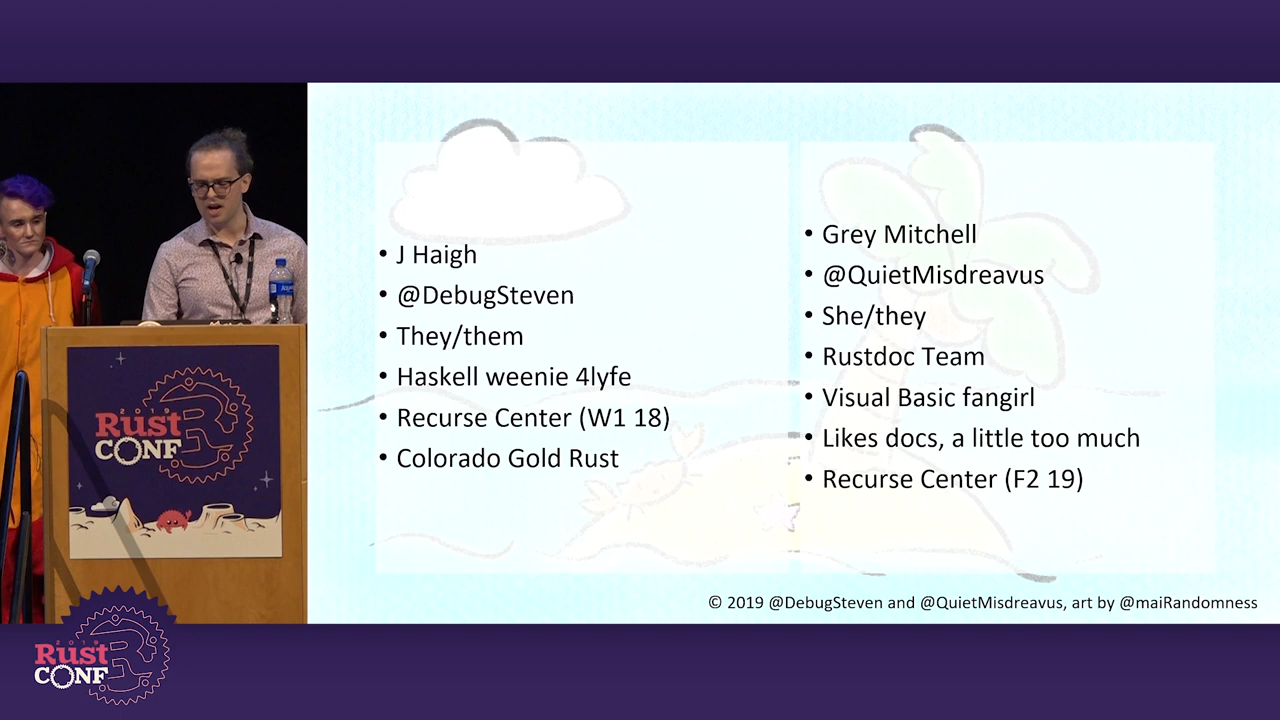 • J Haigh
• @DebugSteven
• They/them
• Haskell weenie 4lyfe
• Recurse Center (W1 18)
• Colorado Gold Rust
• Grey Mitchell
• @QuietMisdreavus
• She/they
• Rustdoc Team
• Visual Basic fangirl
• Likes docs, a little too much
• Recurse Center (F2 19)
© 2019 @DebugSteven and @QuietMisdreavus, art by @maiRandomness
2019
Rust
CONF
2019
Rust
CONF